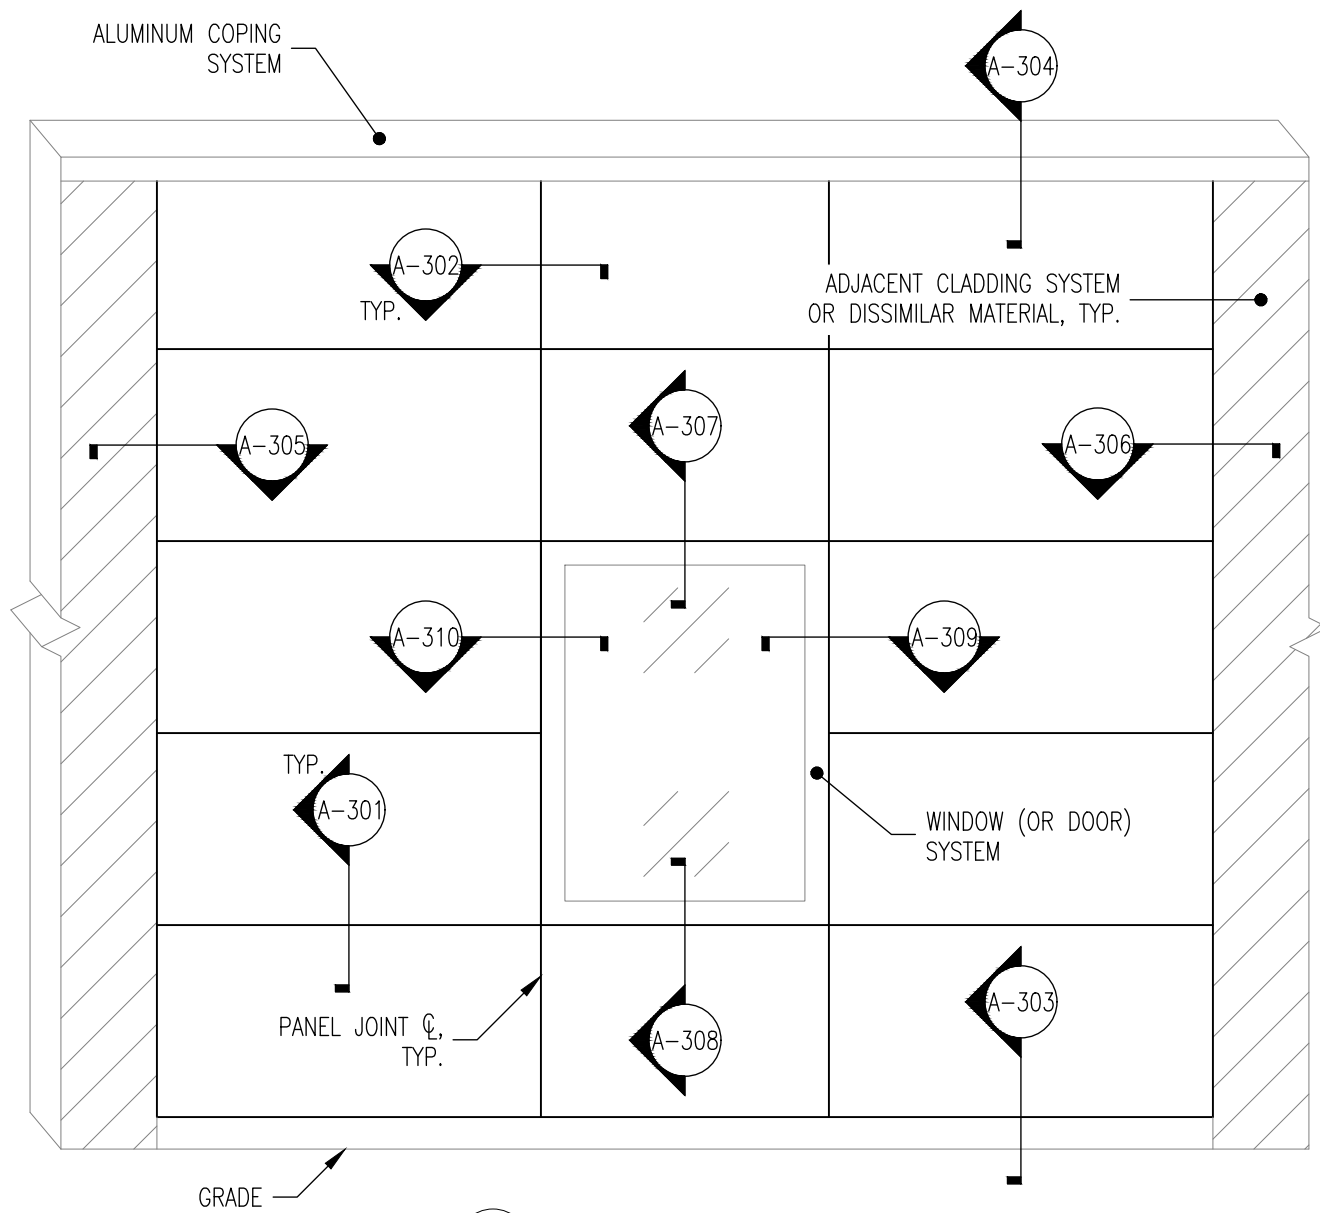 ALUMINUM COPING
SYSTEM
A-304
A-302
TYP.
ADJACENT CLADDING SYSTEM
OR DISSIMILAR MATERIAL, TYP.
A-307
A-305
A-306
A-310
A-309
TYP.
A-301
WINDOW (OR DOOR)
SYSTEM
A-303
PANEL JOINT ℄,
TYP.
A-308
GRADE